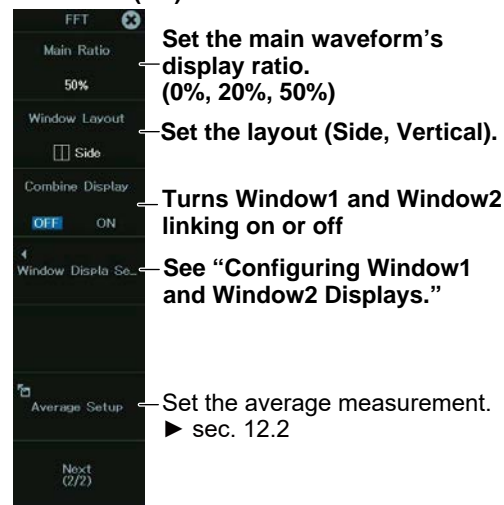 FFT
Main Ratio
50%
Set the main waveform's
display ratio.
(0%, 20%, 50%)
Window Layout
Side
Set the layout (Side, Vertical).
Combine Display
OFF ON
Turns Window1 and Window2
linking on or off
Window Displa Se...
See “Configuring Window1
and Window2 Displays.”
Average Setup
Set the average measurement.
► sec. 12.2
Next
(2/2)